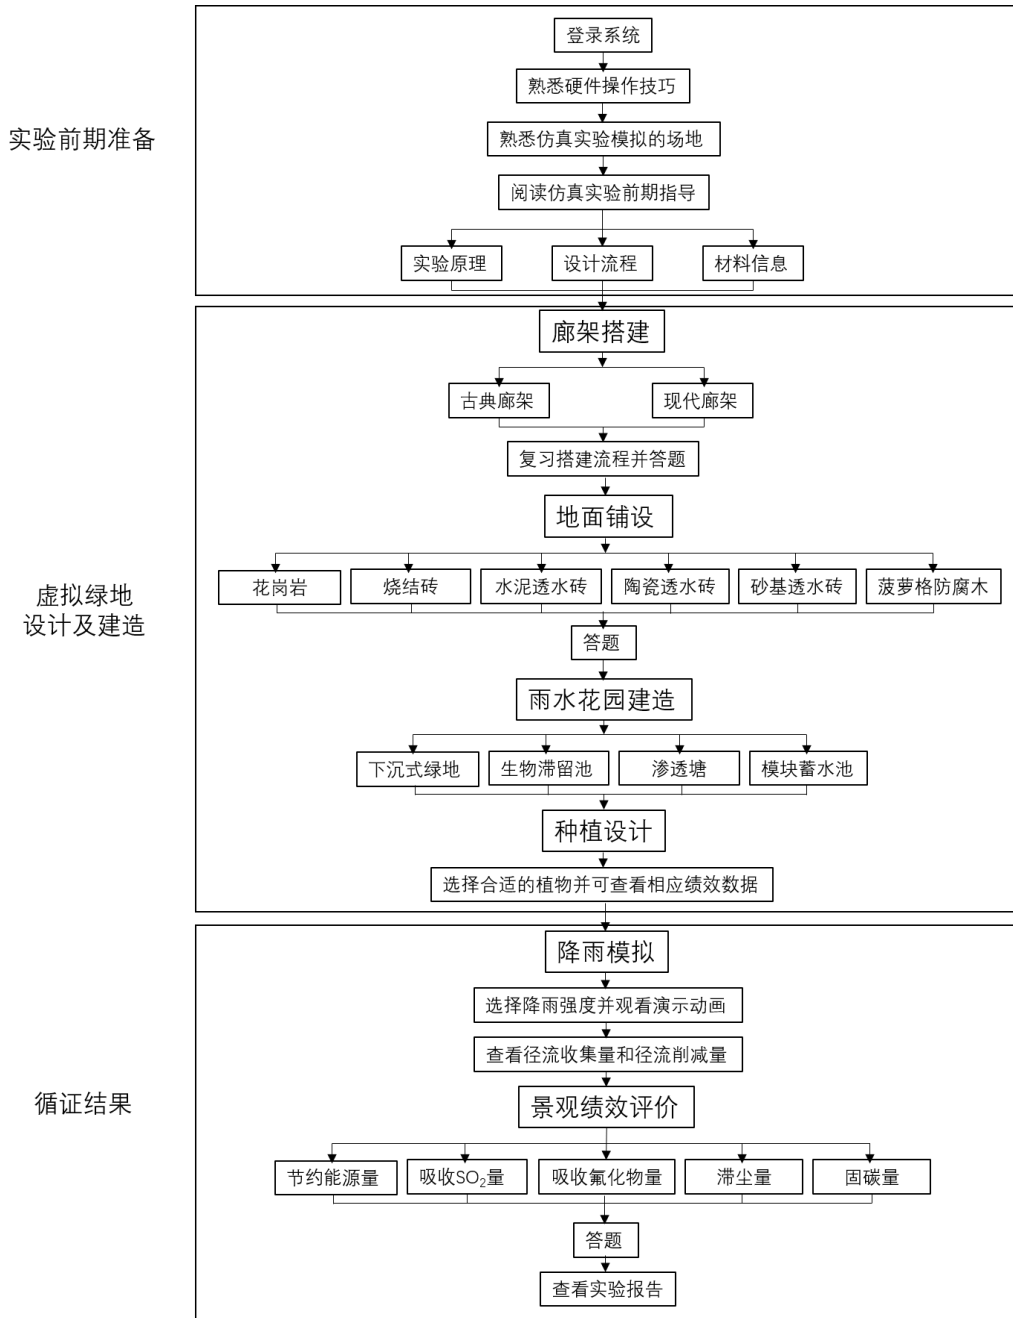 实验前期准备
登录系统
熟悉硬件操作技巧
熟悉仿真实验模拟的场地
阅读仿真实验前期指导
实验原理
设计流程
材料信息
虚拟绿地
设计及建造
廊架搭建
古典廊架
现代廊架
复习搭建流程并答题
地面铺设
花岗岩
烧结砖
水泥透水砖
陶瓷透水砖
砂基透水砖
菠萝格防腐木
答题
雨水花园建造
下沉式绿地
生物滞留池
渗透塘
模块蓄水池
种植设计
选择合适的植物并可查看相应绩效数据
循证结果
降雨模拟
选择降雨强度并观看演示动画
查看径流收集量和径流削减量
景观绩效评价
节约能源量
吸收SO₂量
吸收氟化物量
滞尘量
固碳量
答题
查看实验报告